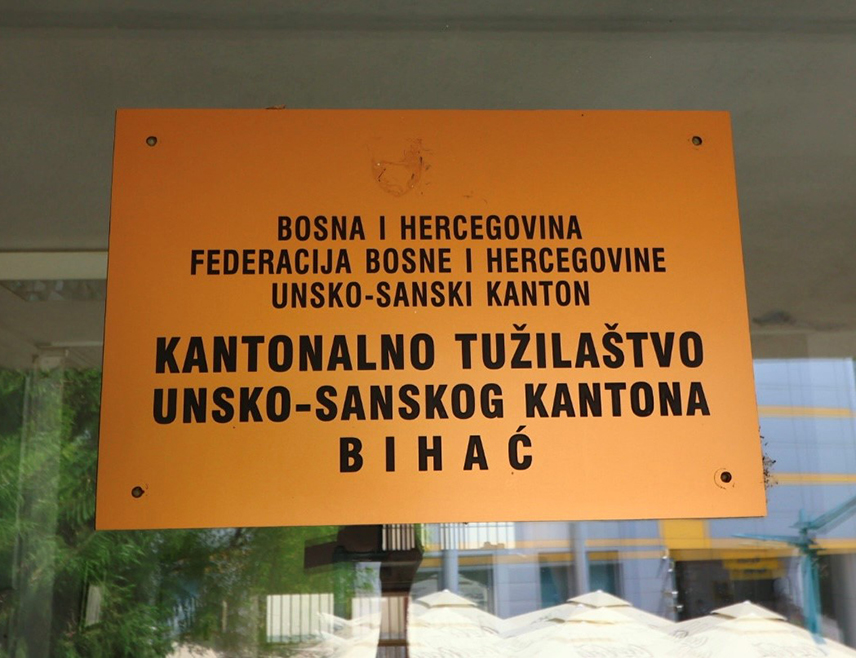 BOSNA I HERCEGOVINA
FEDERACIJA BOSNE I HERCEGOVINE
UNSKO-SANSKI KANTON
KANTONALNO TUŽILAŠTVO
UNSKO-SANSKOG KANTONA
BIHAĆ